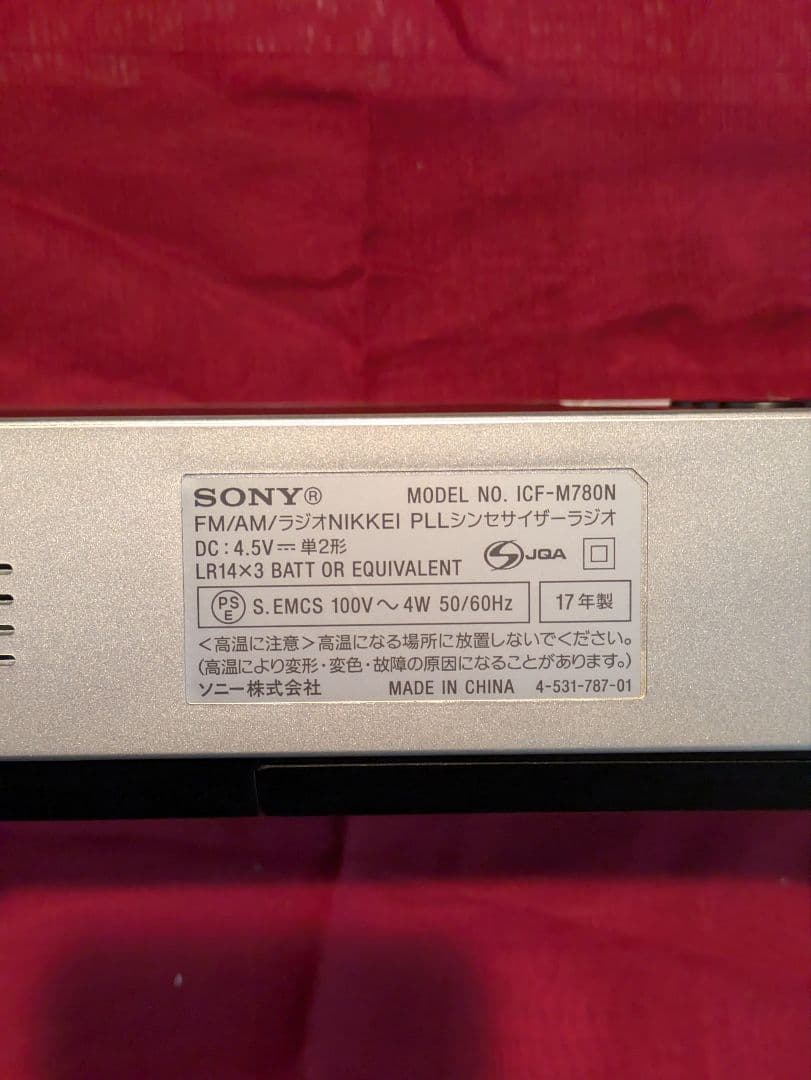 SONY® MODEL NO. ICF-M780N
FM/AM/ラジオNIKKEI PLLシンセサイザーラジオ
DC : 4.5V⎓単2形 JQA
LR14×3 BATT OR EQUIVALENT
PSE S. EMCS 100V～ 4W 50/60Hz 17年製
＜高温に注意＞高温になる場所に放置しないでください。
(高温により変形・変色・故障の原因になることがあります。)
ソニー株式会社 MADE IN CHINA 4-531-787-01